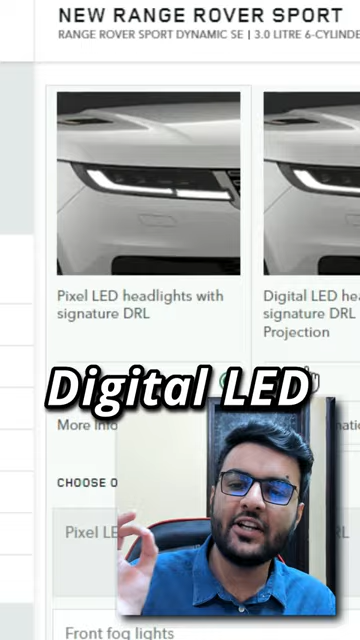 NEW RANGE ROVER SPORT
RANGE ROVER SPORT DYNAMIC SE | 3.0 LITRE 6-CYLINDE
Pixel LED headlights with
signature DRL
Digital LED hea
signature DRL
Projection
Digital LED
More Info
CHOOSE O
Pixel LE
RL
Front fog lights